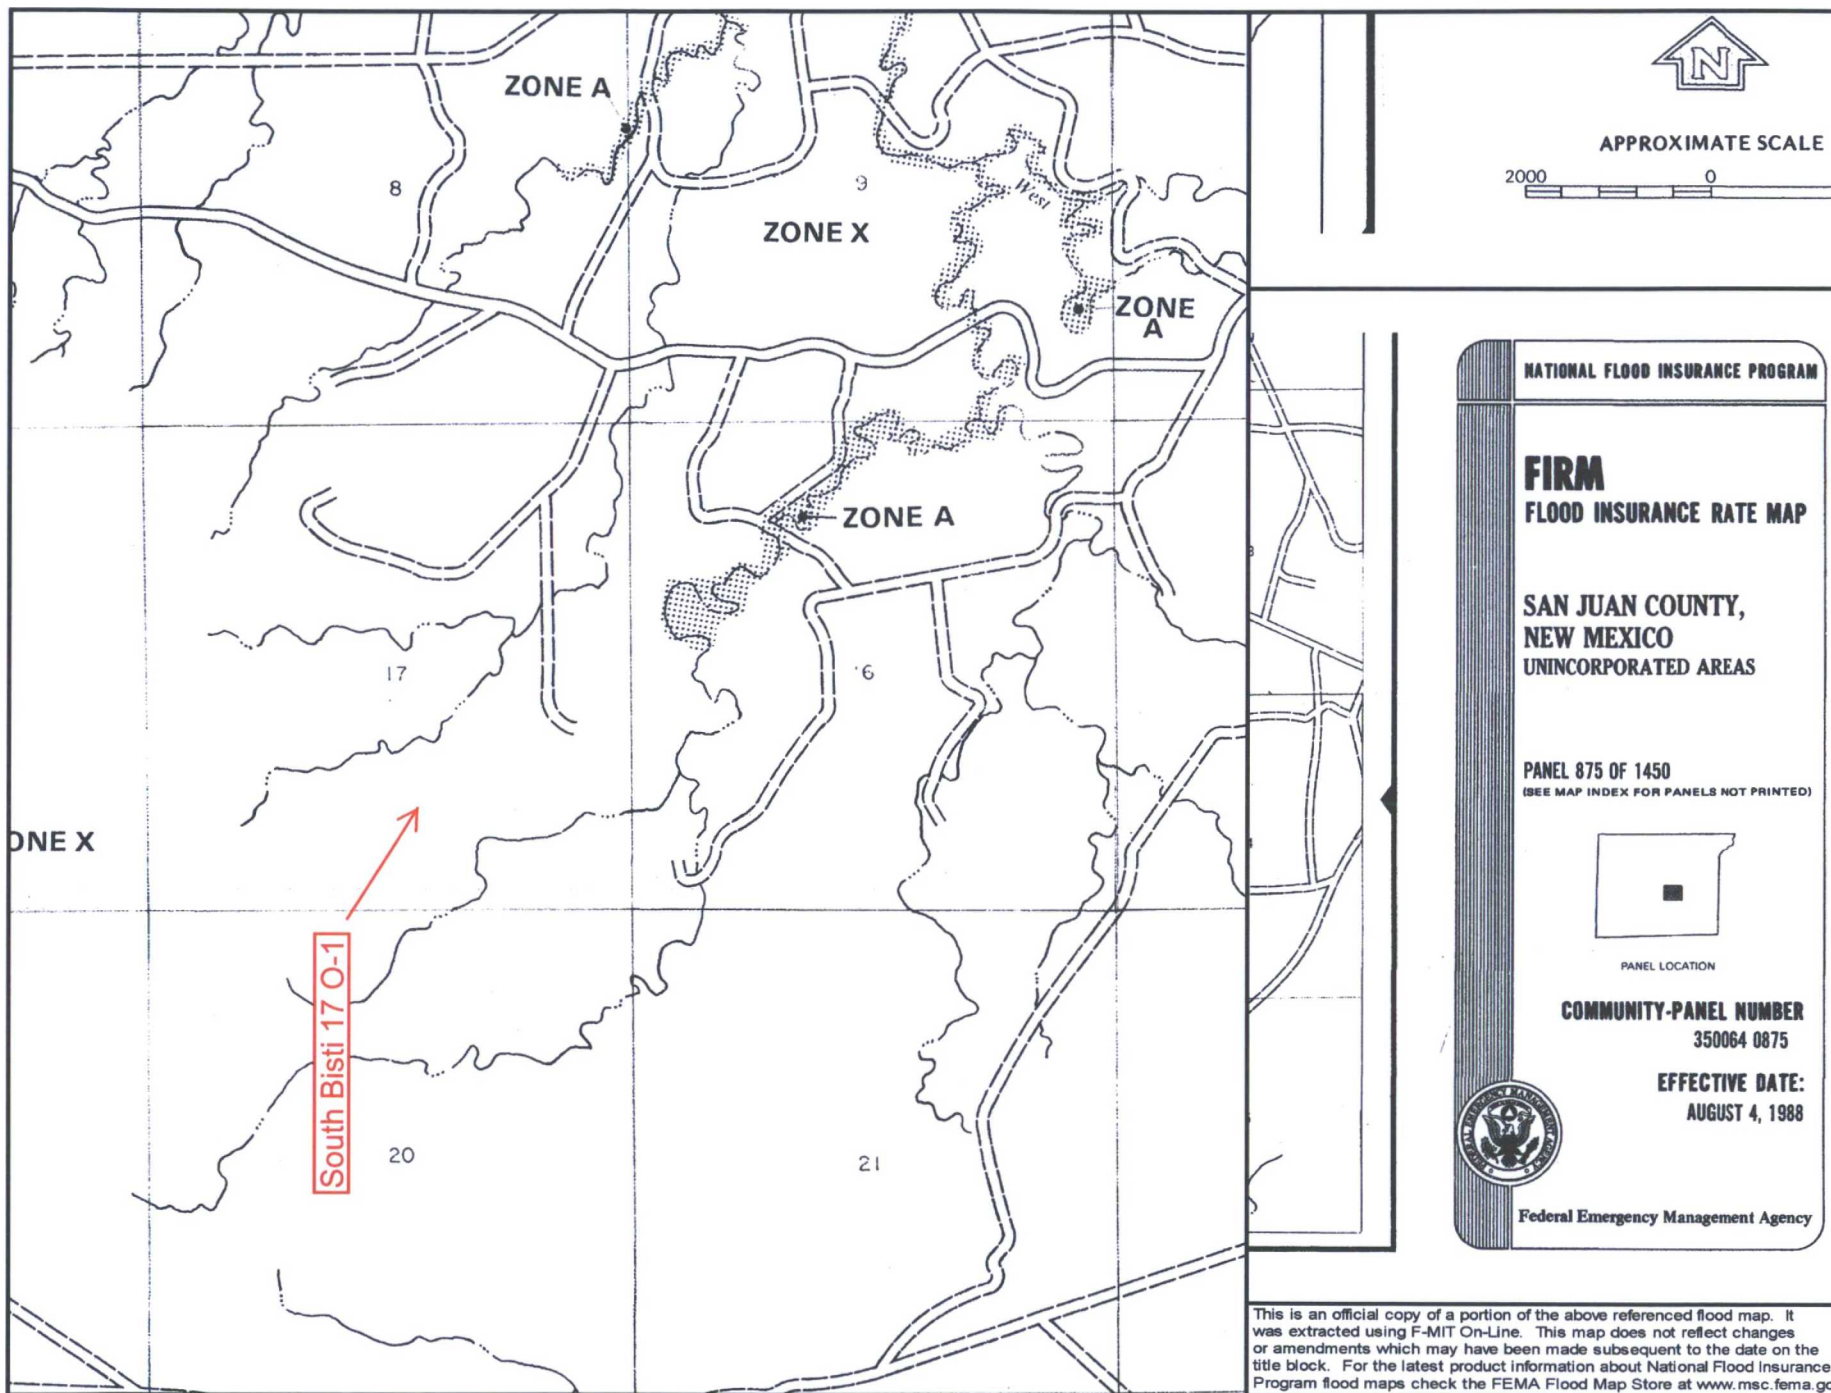 ZONE A
8
9
West
ZONE X
ZONE
A
ZONE A
17
6
ONE X
South Bisti 17 O-1
20
21
N
APPROXIMATE SCALE
2000 0
NATIONAL FLOOD INSURANCE PROGRAM
FIRM
FLOOD INSURANCE RATE MAP
SAN JUAN COUNTY,
NEW MEXICO
UNINCORPORATED AREAS
PANEL 875 OF 1450
(SEE MAP INDEX FOR PANELS NOT PRINTED)
PANEL LOCATION
COMMUNITY-PANEL NUMBER
350064 0875
EFFECTIVE DATE:
AUGUST 4, 1988
Federal Emergency Management Agency
This is an official copy of a portion of the above referenced flood map. It
was extracted using F-MIT On-Line. This map does not reflect changes
or amendments which may have been made subsequent to the date on the
title block. For the latest product information about National Flood Insurance
Program flood maps check the FEMA Flood Map Store at www.msc.fema.go